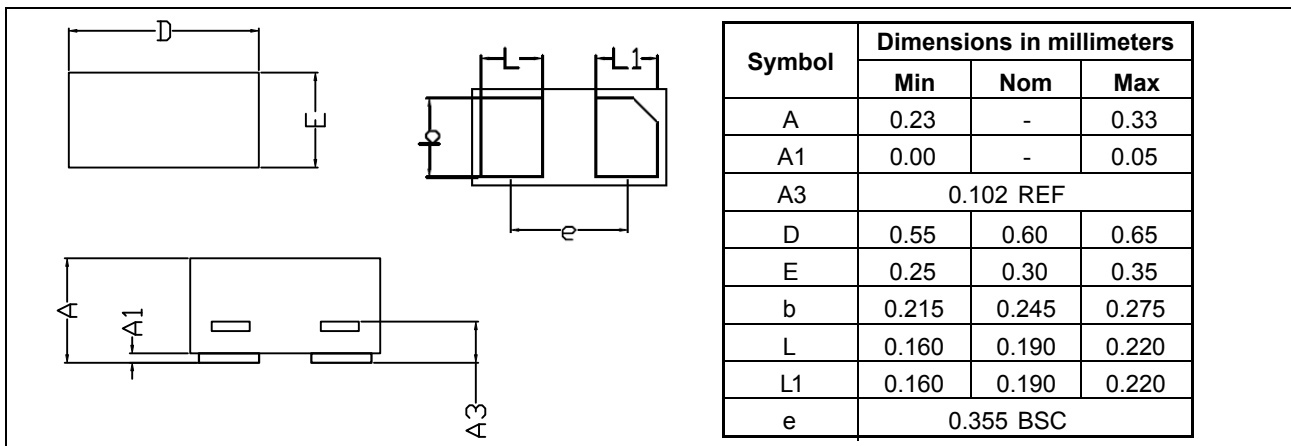 D
E
L
L1
b
e
A
A1
A3
Symbol Dimensions in millimeters
Min Nom Max
A 0.23 - 0.33
A1 0.00 - 0.05
A3 0.102 REF
D 0.55 0.60 0.65
E 0.25 0.30 0.35
b 0.215 0.245 0.275
L 0.160 0.190 0.220
L1 0.160 0.190 0.220
e 0.355 BSC